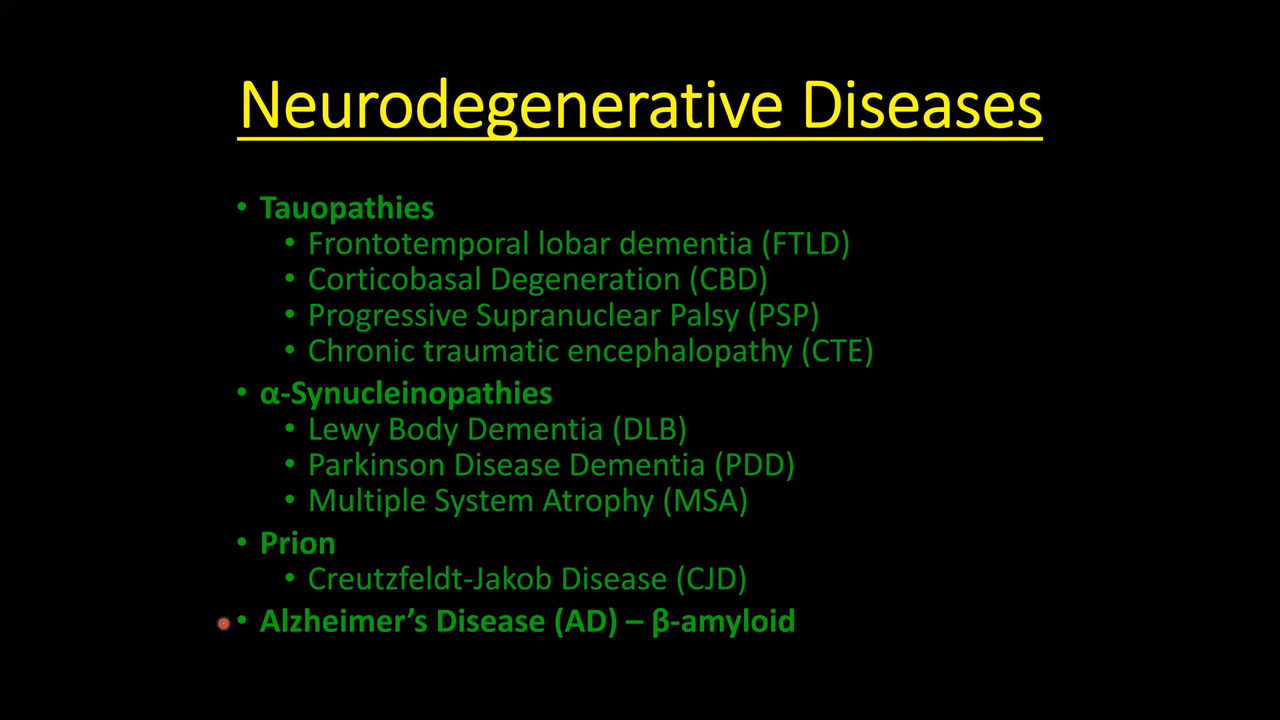 Neurodegenerative Diseases
• Tauopathies
• Frontotemporal lobar dementia (FTLD)
• Corticobasal Degeneration (CBD)
• Progressive Supranuclear Palsy (PSP)
• Chronic traumatic encephalopathy (CTE)
• α-Synucleinopathies
• Lewy Body Dementia (DLB)
• Parkinson Disease Dementia (PDD)
• Multiple System Atrophy (MSA)
• Prion
• Creutzfeldt-Jakob Disease (CJD)
• Alzheimer’s Disease (AD) – β-amyloid